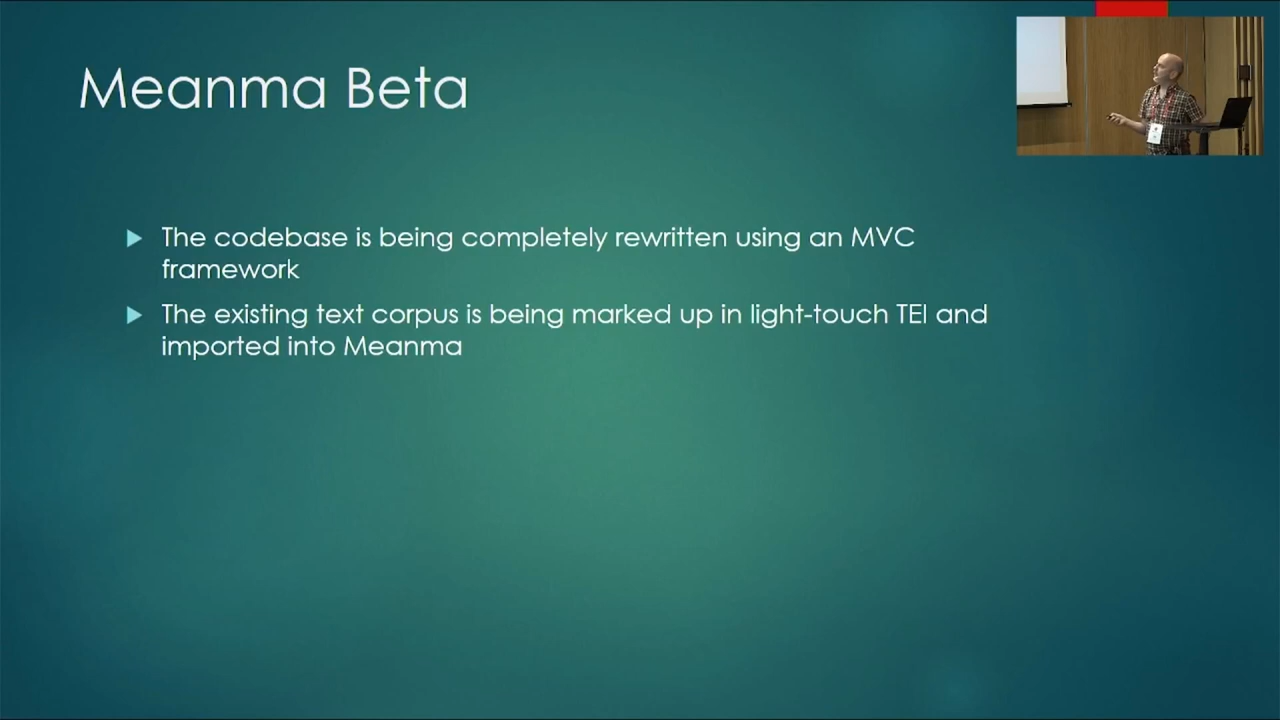 Meanma Beta
The codebase is being completely rewritten using an MVC
framework
The existing text corpus is being marked up in light-touch TEI and
imported into Meanma